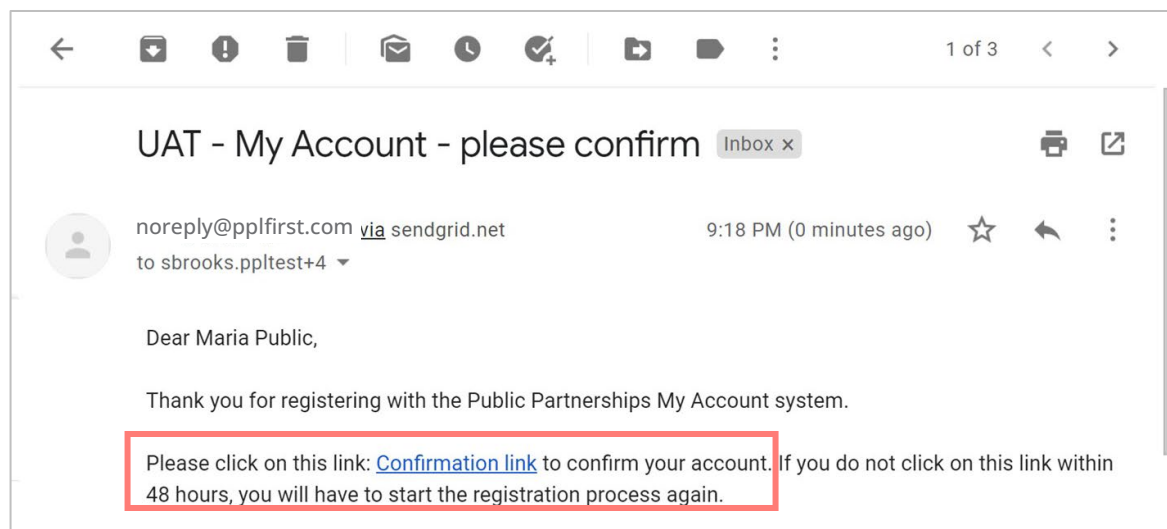 1 of 3
UAT - My Account - please confirm Inbox x
noreply@pplfirst.com via sendgrid.net 9:18 PM (0 minutes ago)
to sbrooks.ppltest+4
Dear Maria Public,
Thank you for registering with the Public Partnerships My Account system.
Please click on this link: Confirmation link to confirm your account. If you do not click on this link within
48 hours, you will have to start the registration process again.